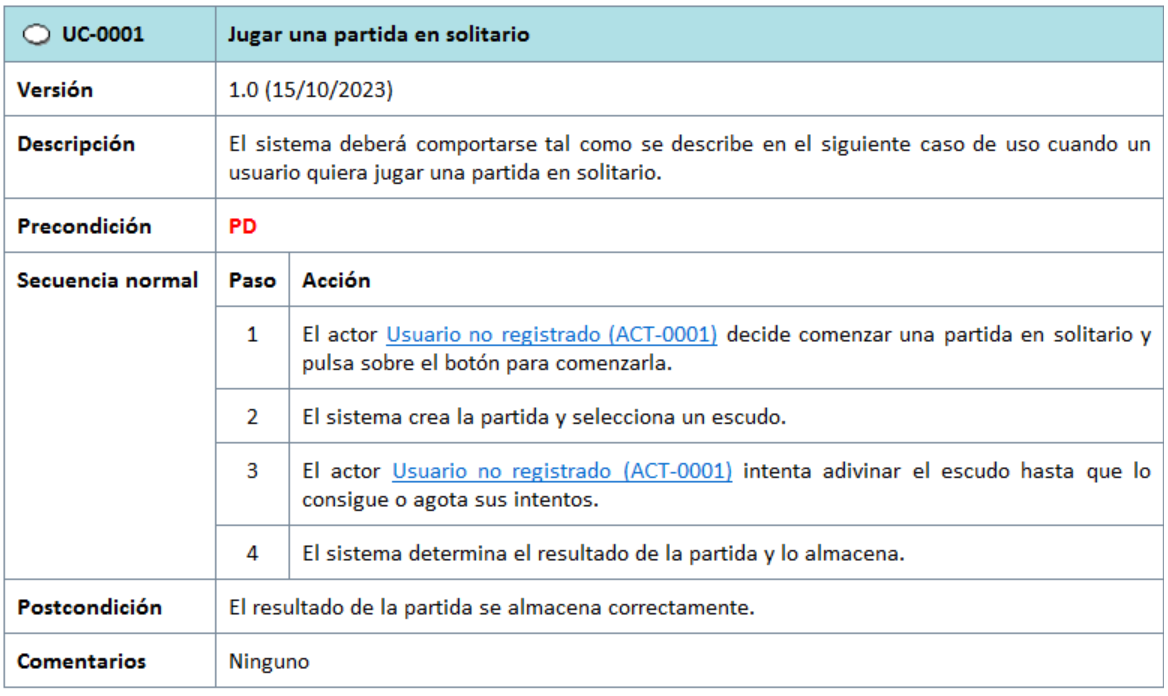 UC-0001 Jugar una partida en solitario
Versión 1.0 (15/10/2023)
Descripción El sistema deberá comportarse tal como se describe en el siguiente caso de uso cuando un
usuario quiera jugar una partida en solitario.
Precondición PD
Secuencia normal Paso Acción
1 El actor Usuario no registrado (ACT-0001) decide comenzar una partida en solitario y
pulsa sobre el botón para comenzarla.
2 El sistema crea la partida y selecciona un escudo.
3 El actor Usuario no registrado (ACT-0001) intenta adivinar el escudo hasta que lo
consigue o agota sus intentos.
4 El sistema determina el resultado de la partida y lo almacena.
Postcondición El resultado de la partida se almacena correctamente.
Comentarios Ninguno